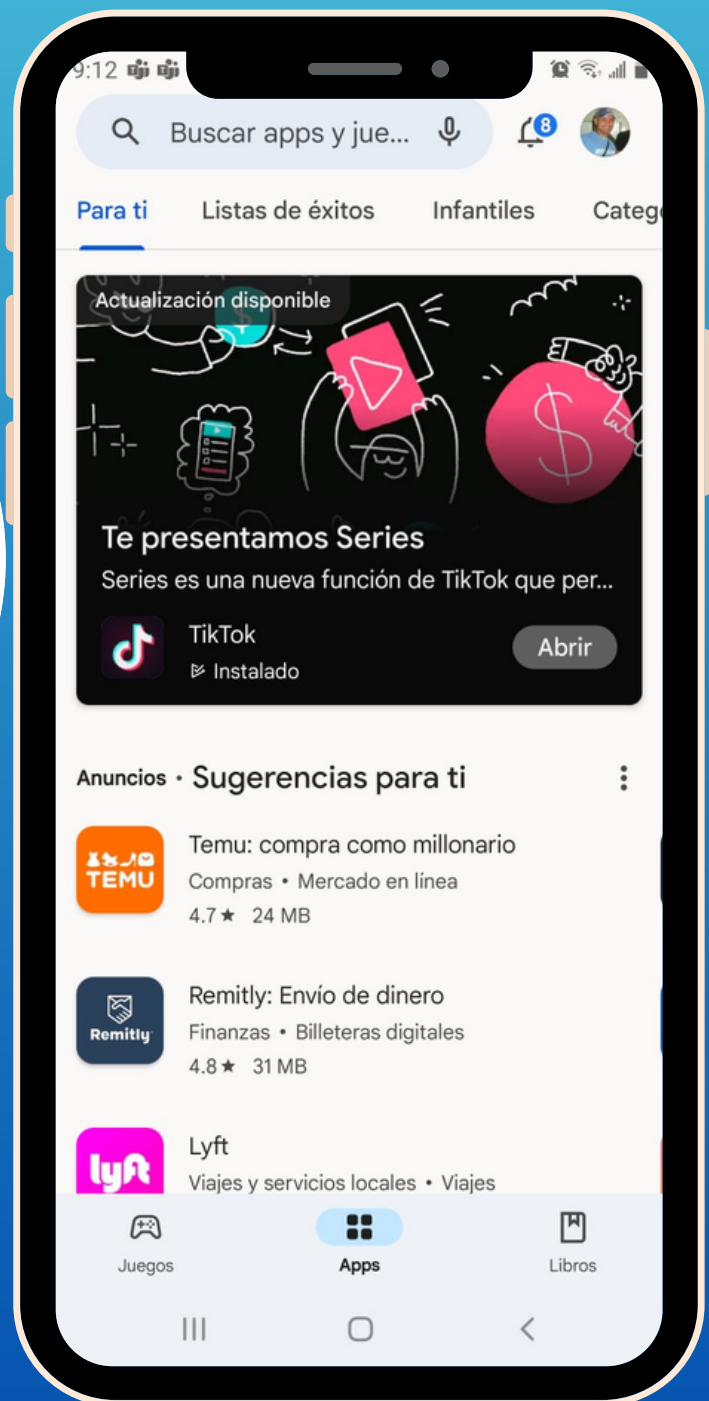 9:12
Buscar apps y jue...
8
Para ti
Listas de éxitos
Infantiles
Catego
Actualización disponible
$
Te presentamos Series
Series es una nueva función de TikTok que per...
TikTok
Instalado
Abrir
Anuncios • Sugerencias para ti
TEMU
Temu: compra como millonario
Compras • Mercado en línea
4.7★ 24 MB
Remitly
Remitly: Envío de dinero
Finanzas • Billeteras digitales
4.8★ 31 MB
lyft
Lyft
Viajes y servicios locales • Viajes
Juegos
Apps
Libros